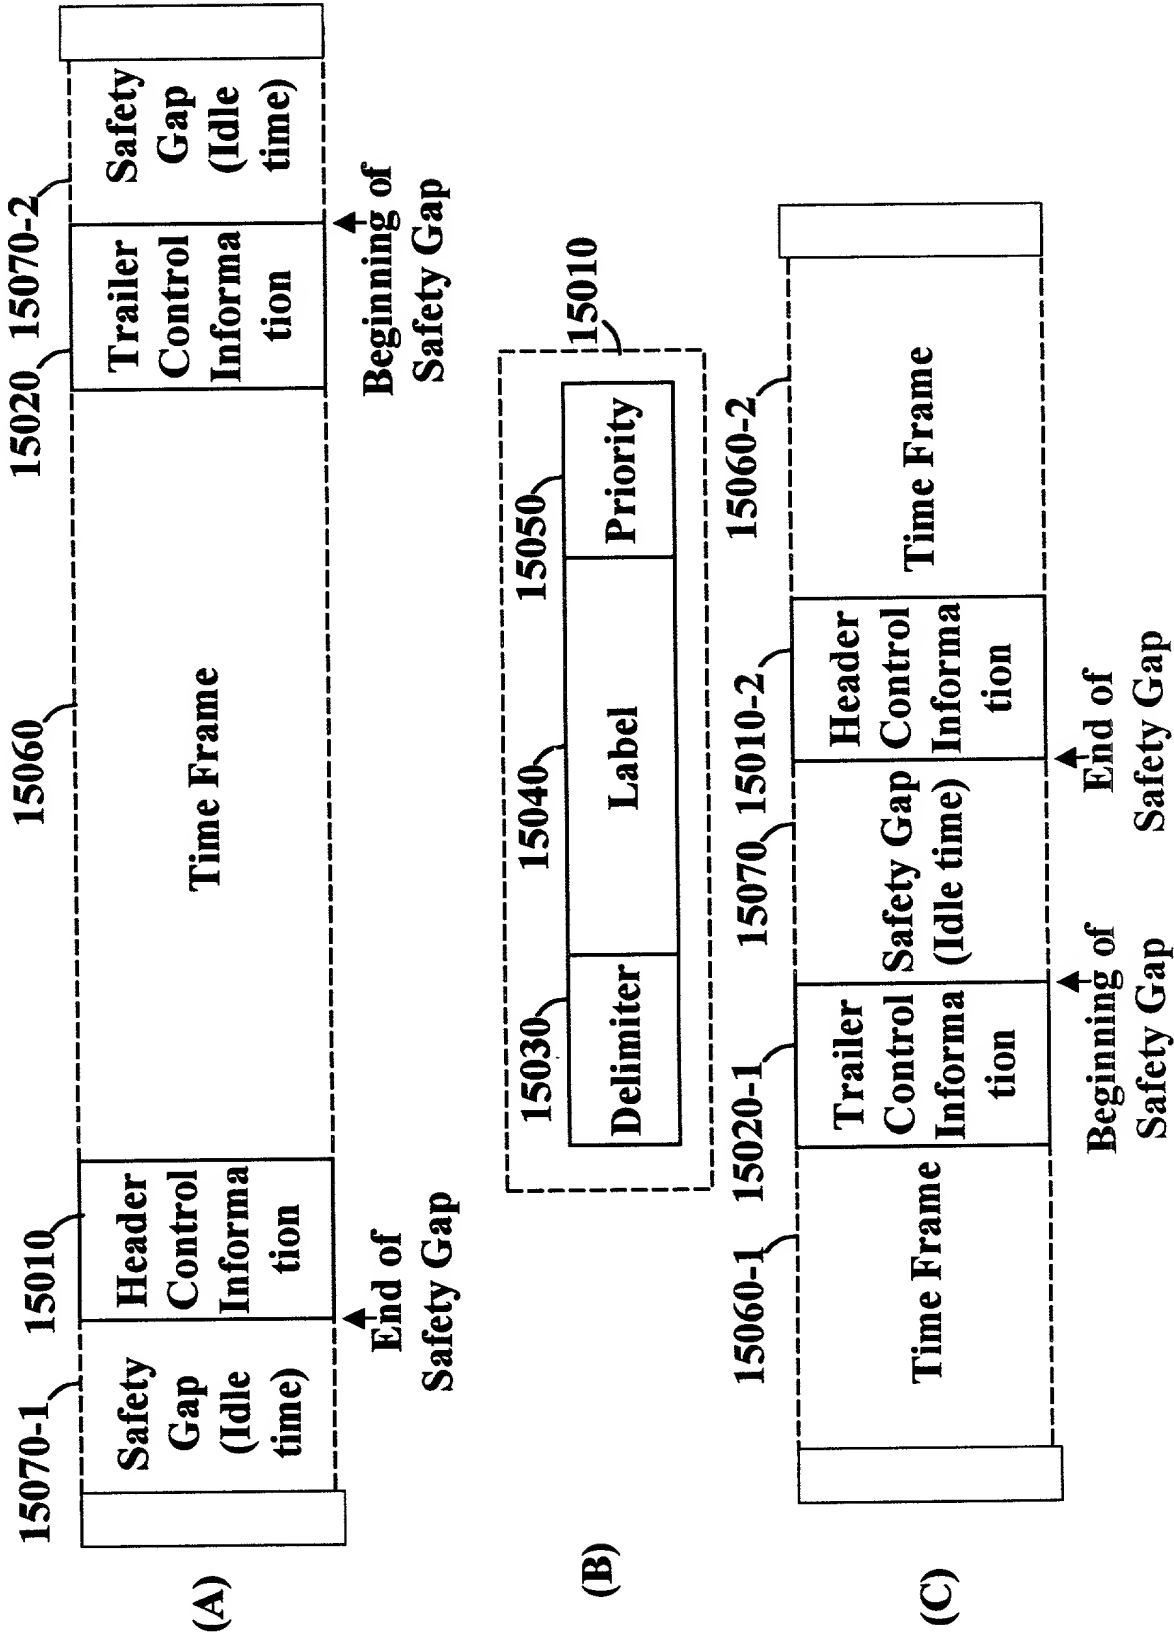 (A)
15070-1
15010
15060
15020
15070-2
Safety
Gap
(Idle
time)
Header
Control
Informa
tion
Time Frame
Trailer
Control
Informa
tion
Safety
Gap
(Idle
time)
End of
Safety Gap
Beginning of
Safety Gap
(B)
15030
15040
15050
15010
Delimiter
Label
Priority
(C)
15060-1
15020-1
15070
15010-2
15060-2
Time Frame
Trailer
Control
Informa
tion
Safety Gap
(Idle time)
Header
Control
Informa
tion
Time Frame
Beginning of
Safety Gap
End of
Safety Gap